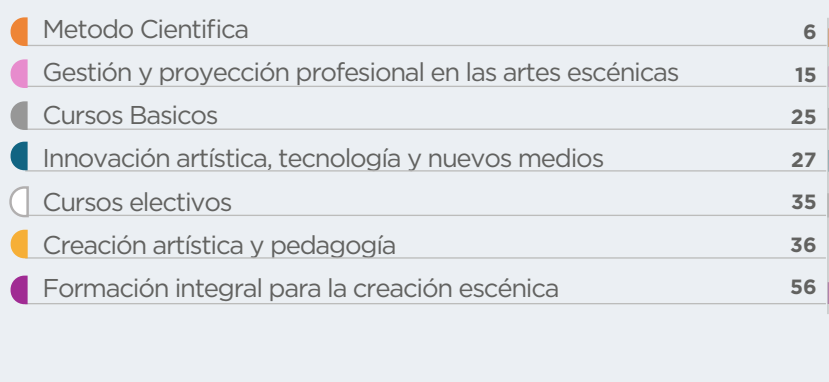 Metodo Cientifica 6
Gestión y proyección profesional en las artes escénicas 15
Cursos Basicos 25
Innovación artística, tecnología y nuevos medios 27
Cursos electivos 35
Creación artística y pedagogía 36
Formación integral para la creación escénica 56